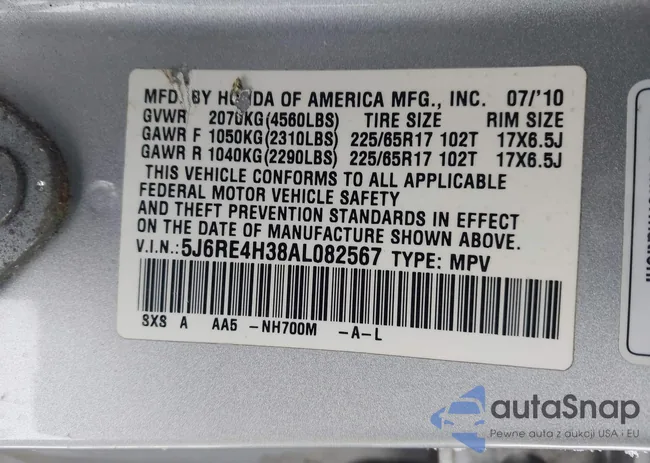 MFD. BY HONDA OF AMERICA MFG., INC. 07/'10
GVWR 2070KG(4560LBS) TIRE SIZE RIM SIZE
GAWR F 1050KG(2310LBS) 225/65R17 102T 17X6.5J
GAWR R 1040KG(2290LBS) 225/65R17 102T 17X6.5J
THIS VEHICLE CONFORMS TO ALL APPLICABLE
FEDERAL MOTOR VEHICLE SAFETY
AND THEFT PREVENTION STANDARDS IN EFFECT
ON THE DATE OF MANUFACTURE SHOWN ABOVE.
V.I.N.:5J6RE4H38AL082567 TYPE: MPV
SXS A AA5 -NH700M -A-L
autoSnap
Pewne auta z aukcji USA i EU